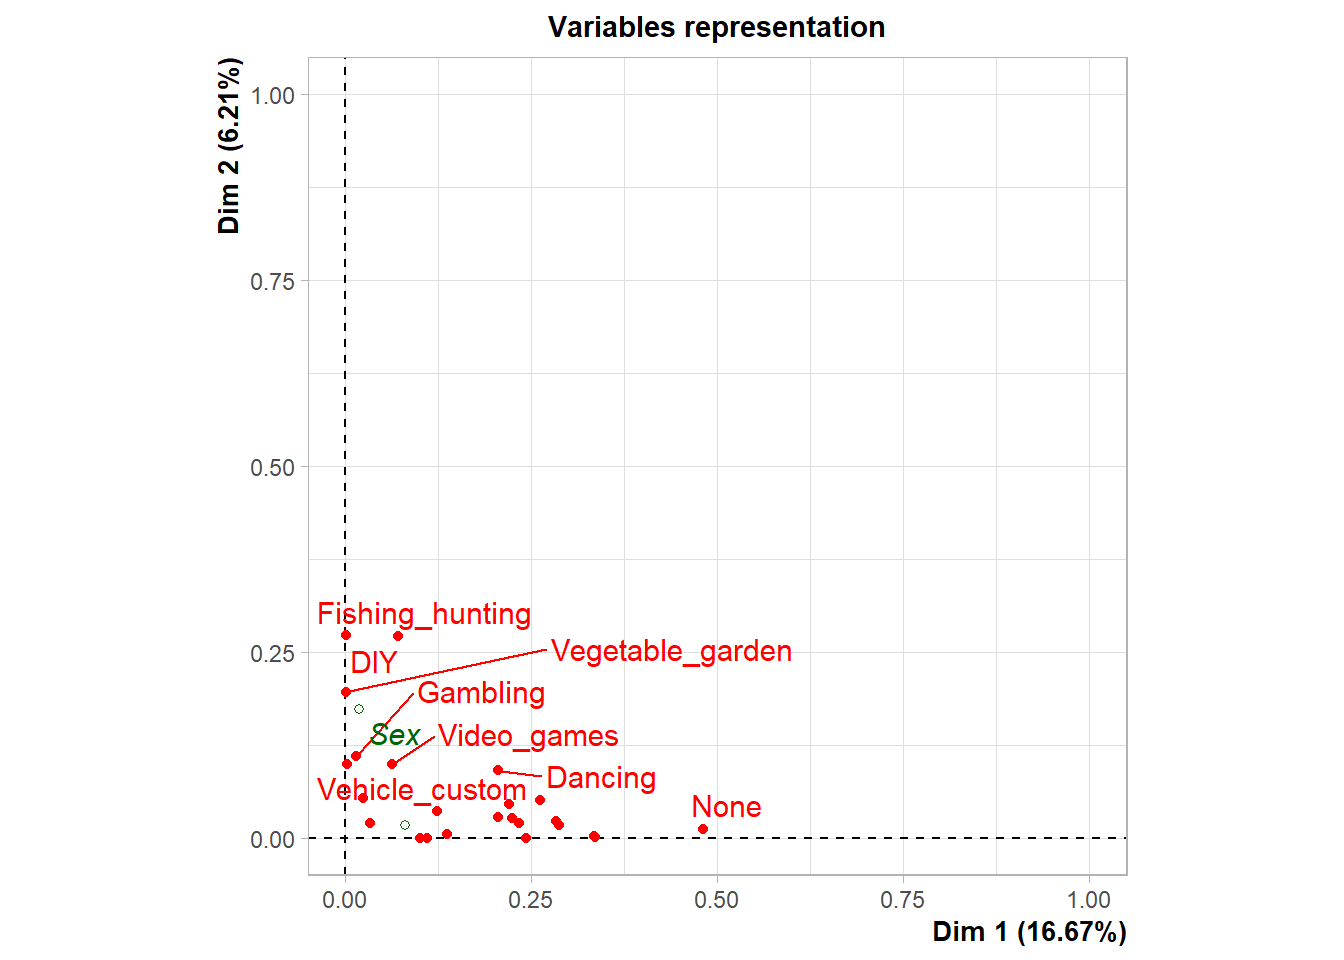 Variables representation
Dim 2 (6.21%)
1.00
0.75
0.50
0.25
0.00
Fishing_hunting
Vegetable_garden
DIY
Gambling
Sex
Video_games
Dancing
Vehicle_custom
None
0.00
0.25
0.50
0.75
1.00
Dim 1 (16.67%)